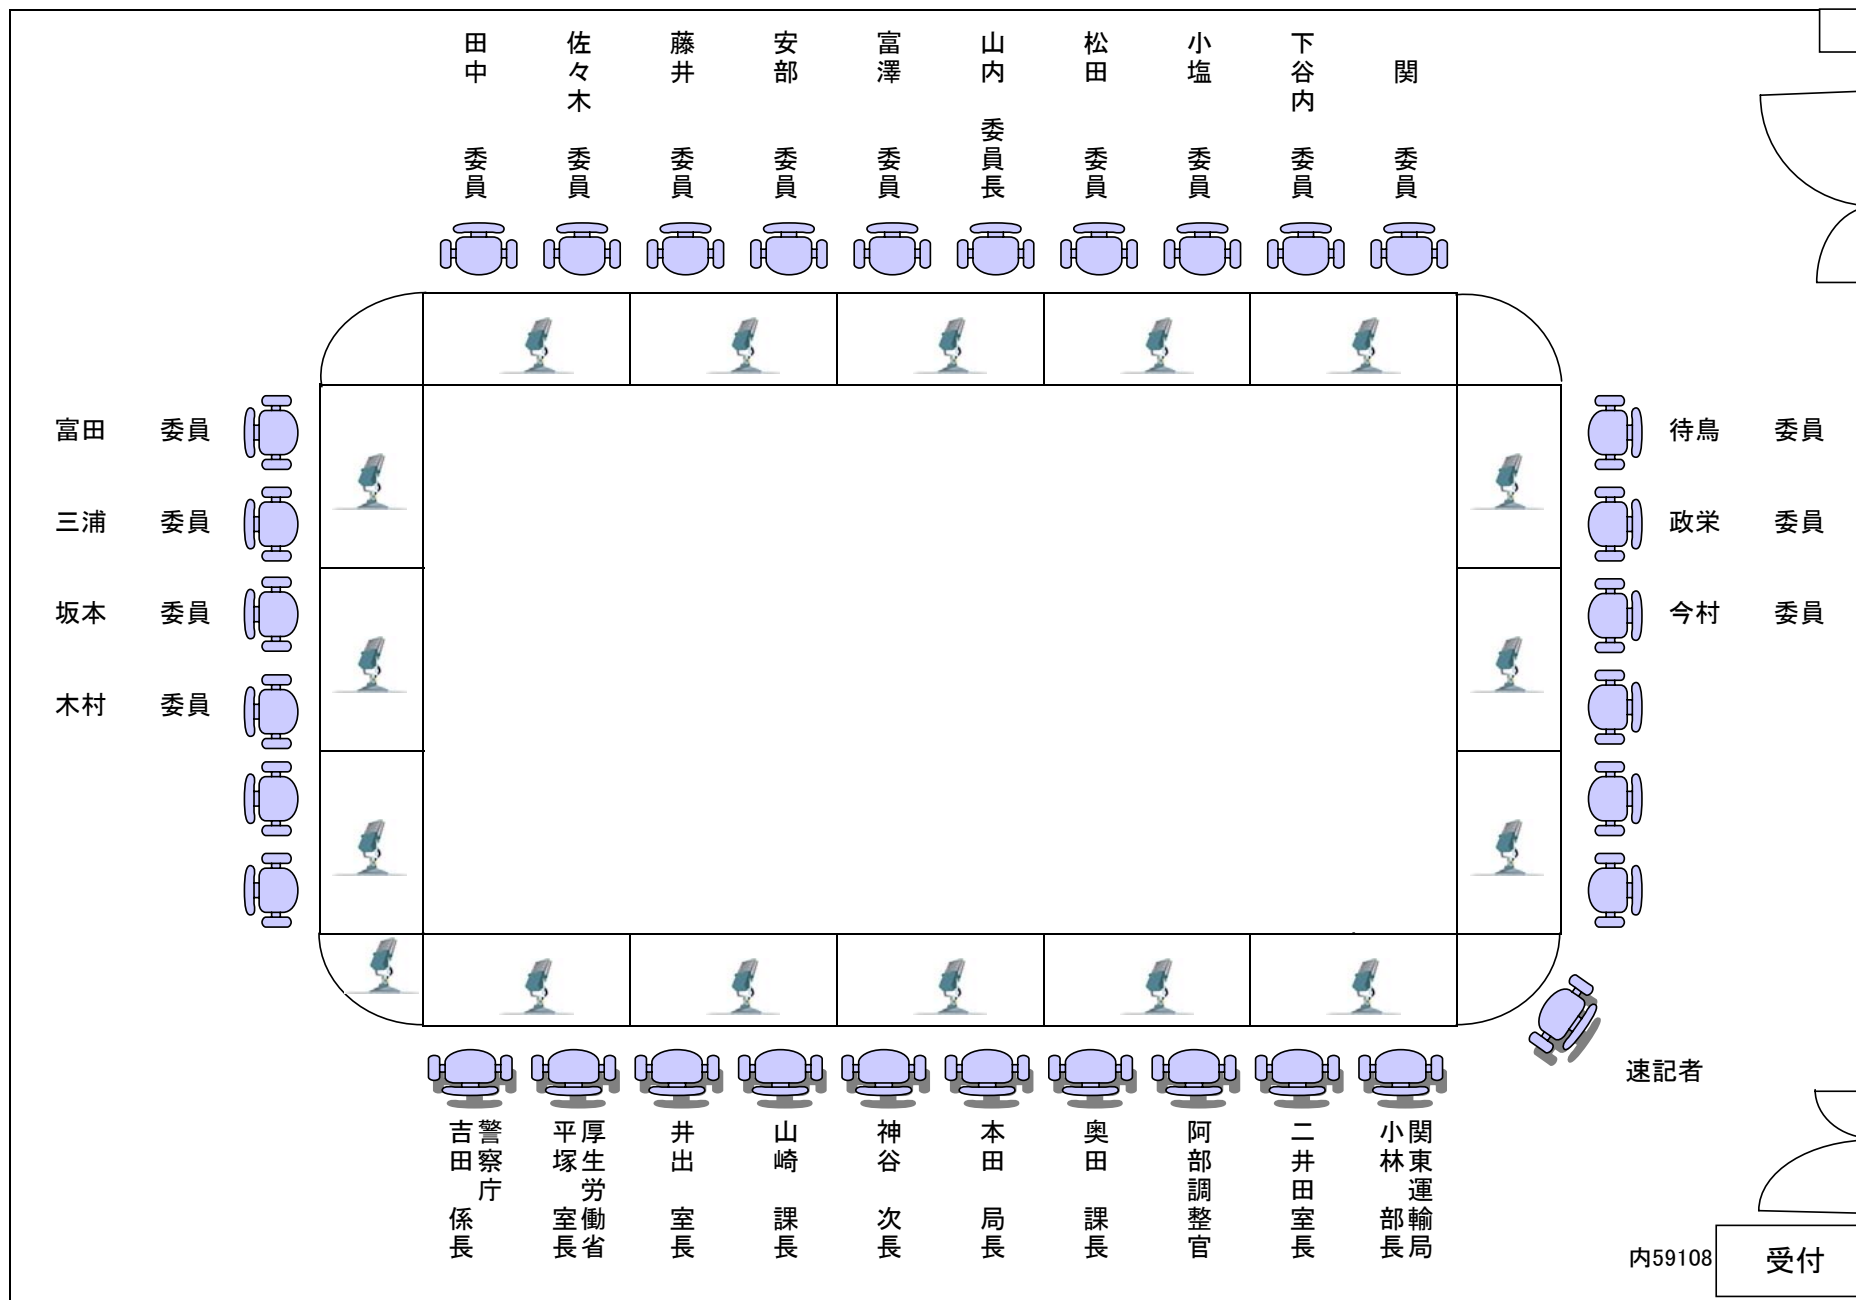 田中 委員
佐々木 委員
藤井 委員
安部 委員
富澤 委員
山内 委員長
松田 委員
小塩 委員
下谷内 委員
関 委員
富田 委員
三浦 委員
坂本 委員
木村 委員
待鳥 委員
政栄 委員
今村 委員
速記者
警察庁
吉田 係長
厚生労働省
平塚 室長
井出 室長
山崎 課長
神谷 次長
本田 局長
奥田 課長
阿部調整官
二井田室長
関東運輸局
小林 部長
内59108
受付